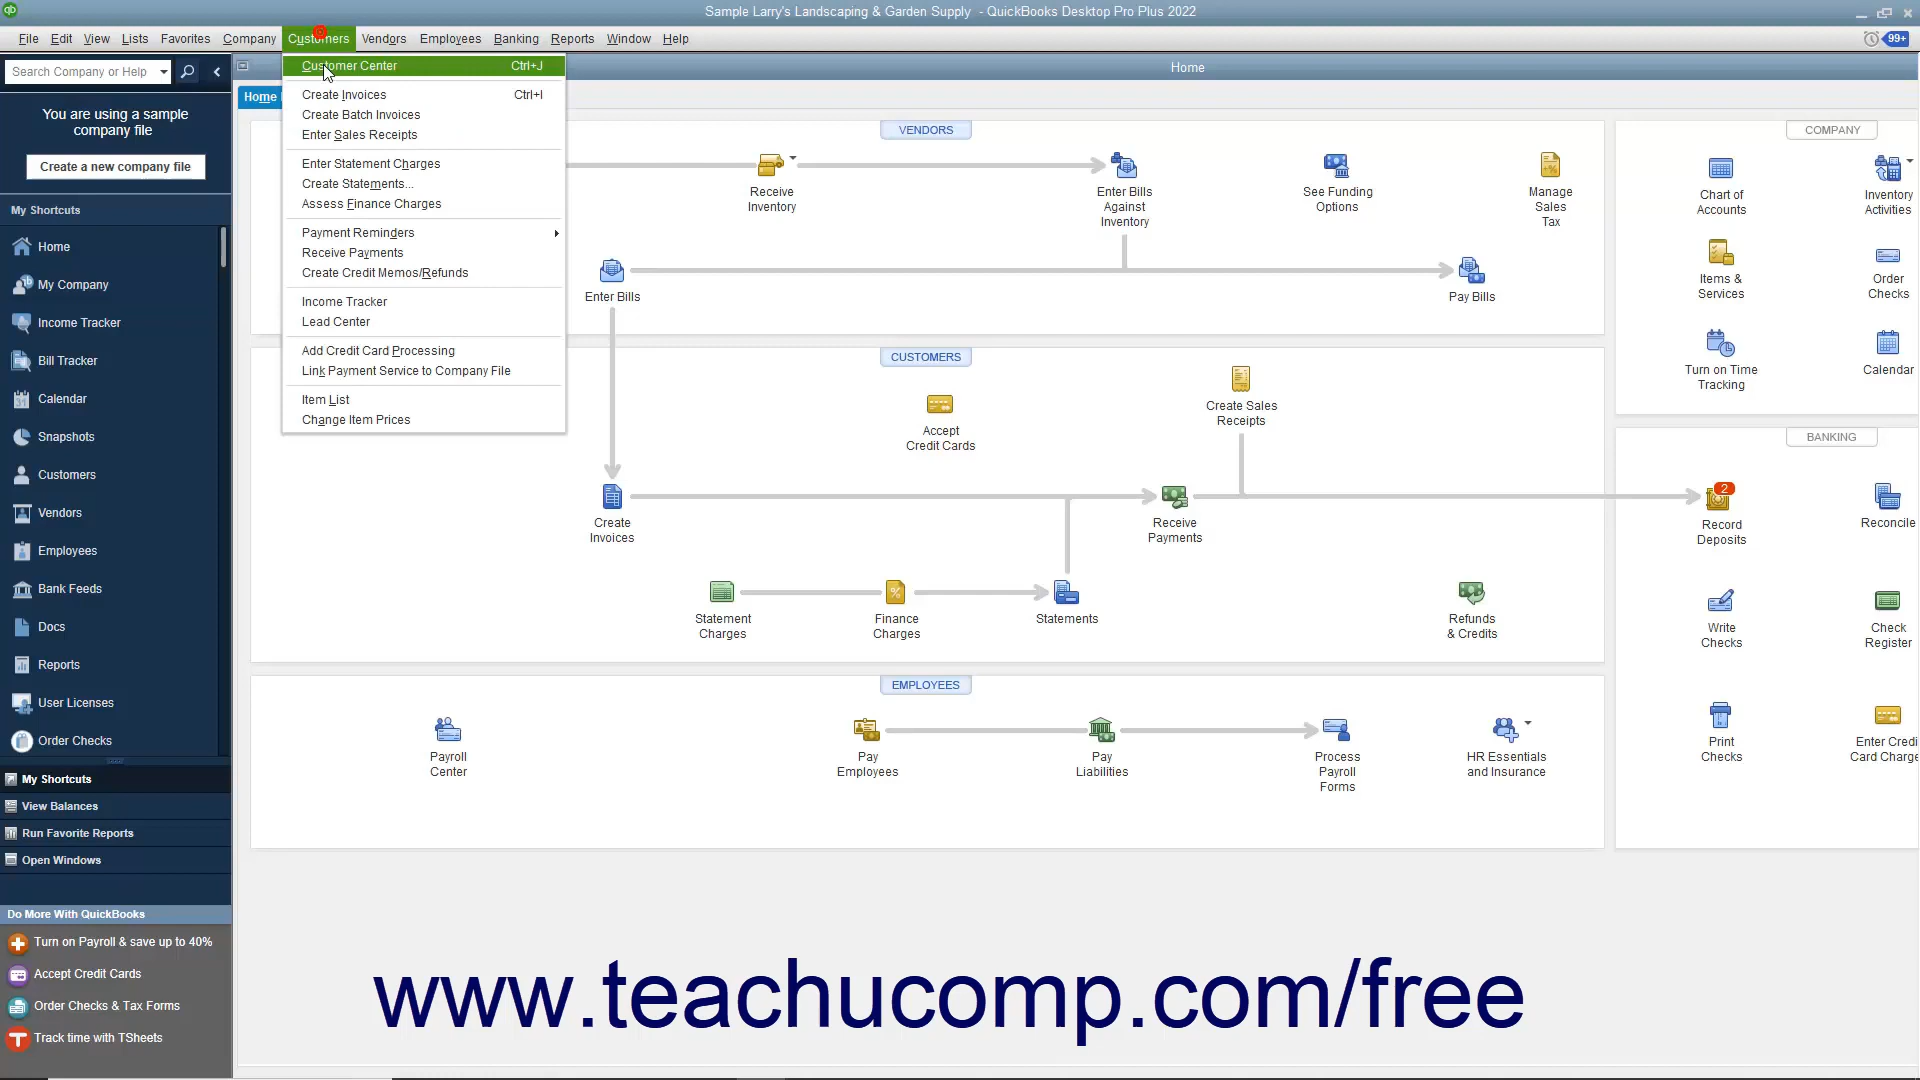 Sample Larry's Landscaping & Garden Supply - QuickBooks Desktop Pro Plus 2022
File Edit View Lists Favorites Company Customers Vendors Employees Banking Reports Window Help
99+
Search Company or Help
Home
Home
You are using a sample
company file
Create a new company file
My Shortcuts
Home
My Company
Income Tracker
Bill Tracker
Calendar
Snapshots
Customers
Vendors
Employees
Bank Feeds
Docs
Reports
User Licenses
Order Checks
My Shortcuts
View Balances
Run Favorite Reports
Open Windows
Do More With QuickBooks
Turn on Payroll & save up to 40%
Accept Credit Cards
Order Checks & Tax Forms
Track time with TSheets
Customer Center Ctrl+J
Create Invoices Ctrl+I
Create Batch Invoices
Enter Sales Receipts
Enter Statement Charges
Create Statements...
Assess Finance Charges
Payment Reminders
Receive Payments
Create Credit Memos/Refunds
Income Tracker
Lead Center
Add Credit Card Processing
Link Payment Service to Company File
Item List
Change Item Prices
VENDORS
Receive
Inventory
Enter Bills
Against
Inventory
See Funding
Options
Manage
Sales
Tax
Enter Bills
Pay Bills
CUSTOMERS
Accept
Credit Cards
Create Sales
Receipts
Create
Invoices
Receive
Payments
Statement
Charges
Finance
Charges
Statements
Refunds
& Credits
EMPLOYEES
Payroll
Center
Pay
Employees
Pay
Liabilities
Process
Payroll
Forms
HR Essentials
and Insurance
COMPANY
Chart of
Accounts
Inventory
Activities
Items &
Services
Order
Checks
Turn on Time
Tracking
Calendar
BANKING
2
Record
Deposits
Reconcile
Write
Checks
Check
Register
Print
Checks
Enter Credi
Card Charge
www.teachucomp.com/free